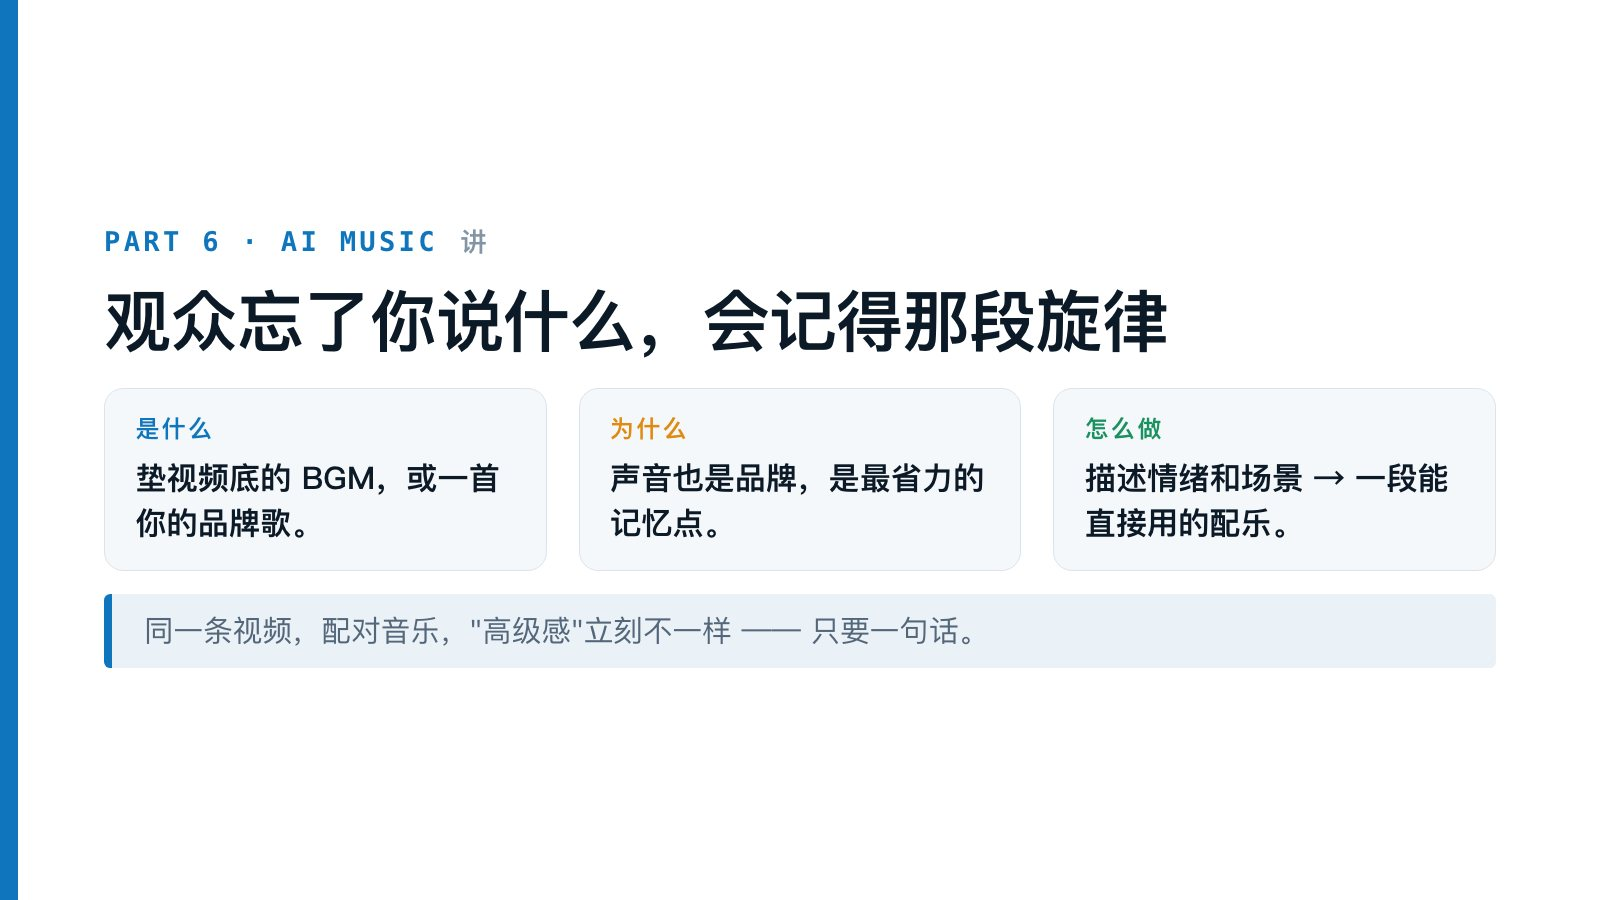 PART 6 · AI MUSIC 讲
观众忘了你说什么，会记得那段旋律
是什么
垫视频底的 BGM，或一首
你的品牌歌。
为什么
声音也是品牌，是最省力的
记忆点。
怎么做
描述情绪和场景 → 一段能
直接用的配乐。
同一条视频，配对音乐，"高级感"立刻不一样 —— 只要一句话。